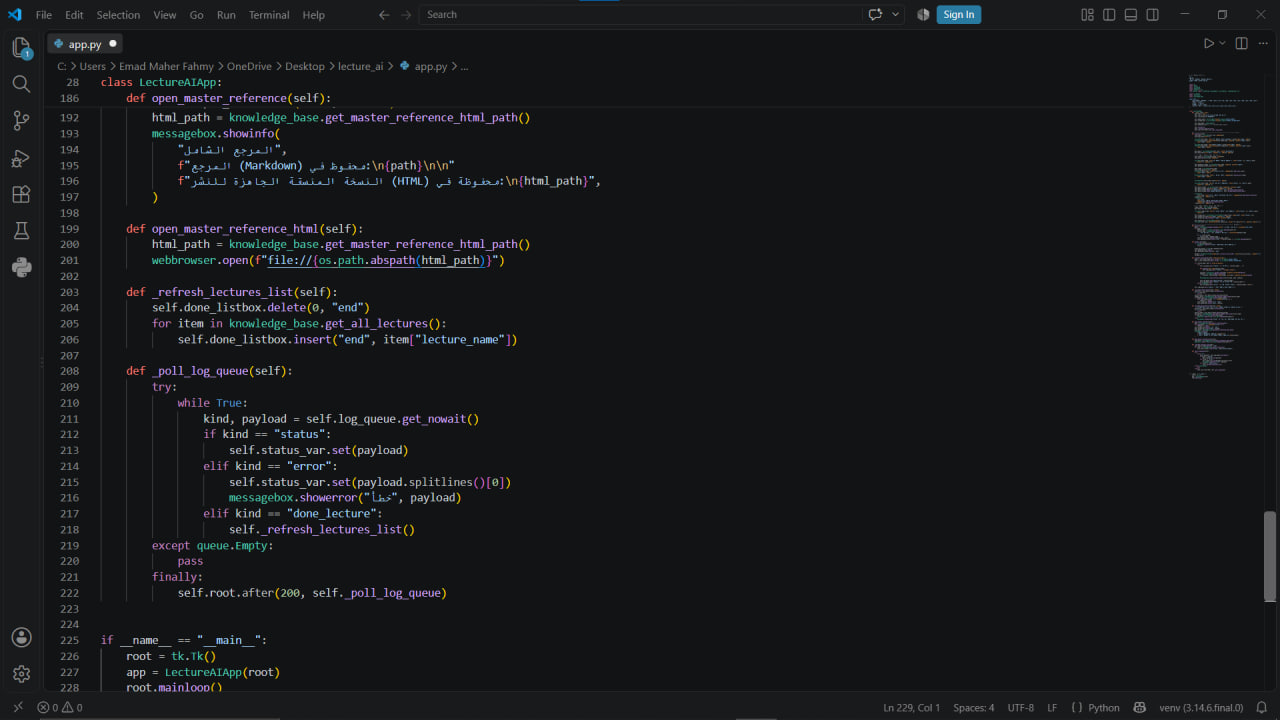 File Edit Selection View Go Run Terminal Help
Search
Sign In
1
app.py
C: > Users > Emad Maher Fahmy > OneDrive > Desktop > lecture_ai > app.py > ...
28 class LectureAIApp:
186 def open_master_reference(self):
192 html_path = knowledge_base.get_master_reference_html_path()
193 messagebox.showinfo(
194 "المرجع الشامل",
195 f"المرجع (Markdown) محفوظ في:\n{path}\n\n"
196 f"النسخة المنسقة الجاهزة للنشر (HTML) محفوظة في:\n{html_path}",
197 )
198
199 def open_master_reference_html(self):
200 html_path = knowledge_base.get_master_reference_html_path()
201 webbrowser.open(f"file://{os.path.abspath(html_path)}")
202
203 def _refresh_lectures_list(self):
204 self.done_listbox.delete(0, "end")
205 for item in knowledge_base.get_all_lectures():
206 self.done_listbox.insert("end", item["lecture_name"])
207
208 def _poll_log_queue(self):
209 try:
210 while True:
211 kind, payload = self.log_queue.get_nowait()
212 if kind == "status":
213 self.status_var.set(payload)
214 elif kind == "error":
215 self.status_var.set(payload.splitlines()[0])
216 messagebox.showerror("خطأ", payload)
217 elif kind == "done_lecture":
218 self._refresh_lectures_list()
219 except queue.Empty:
220 pass
221 finally:
222 self.root.after(200, self._poll_log_queue)
223
224
225 if __name__ == "__main__":
226 root = tk.Tk()
227 app = LectureAIApp(root)
228 root.mainloop()
0 0
Ln 229, Col 1 Spaces: 4 UTF-8 LF { } Python venv (3.14.6.final.0)